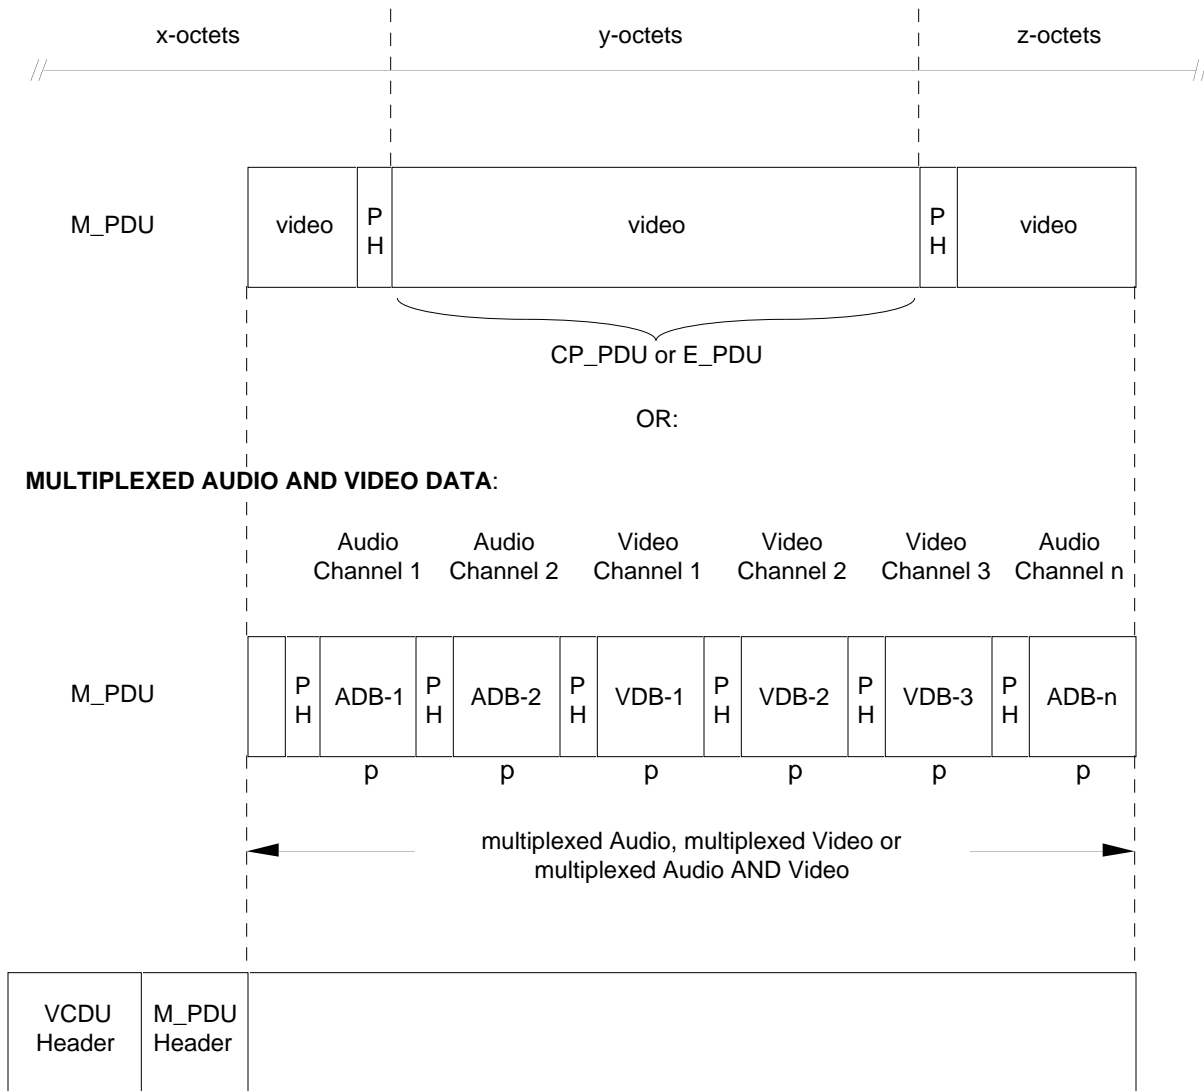 x-octets y-octets z-octets
M_PDU video P H video P H video
CP_PDU or E_PDU
OR:
MULTIPLEXED AUDIO AND VIDEO DATA:
Audio Channel 1
Audio Channel 2
Video Channel 1
Video Channel 2
Video Channel 3
Audio Channel n
M_PDU P H ADB-1 P H ADB-2 P H VDB-1 P H VDB-2 P H VDB-3 P H ADB-n
p p p p p p
multiplexed Audio, multiplexed Video or
multiplexed Audio AND Video
VCDU Header
M_PDU Header